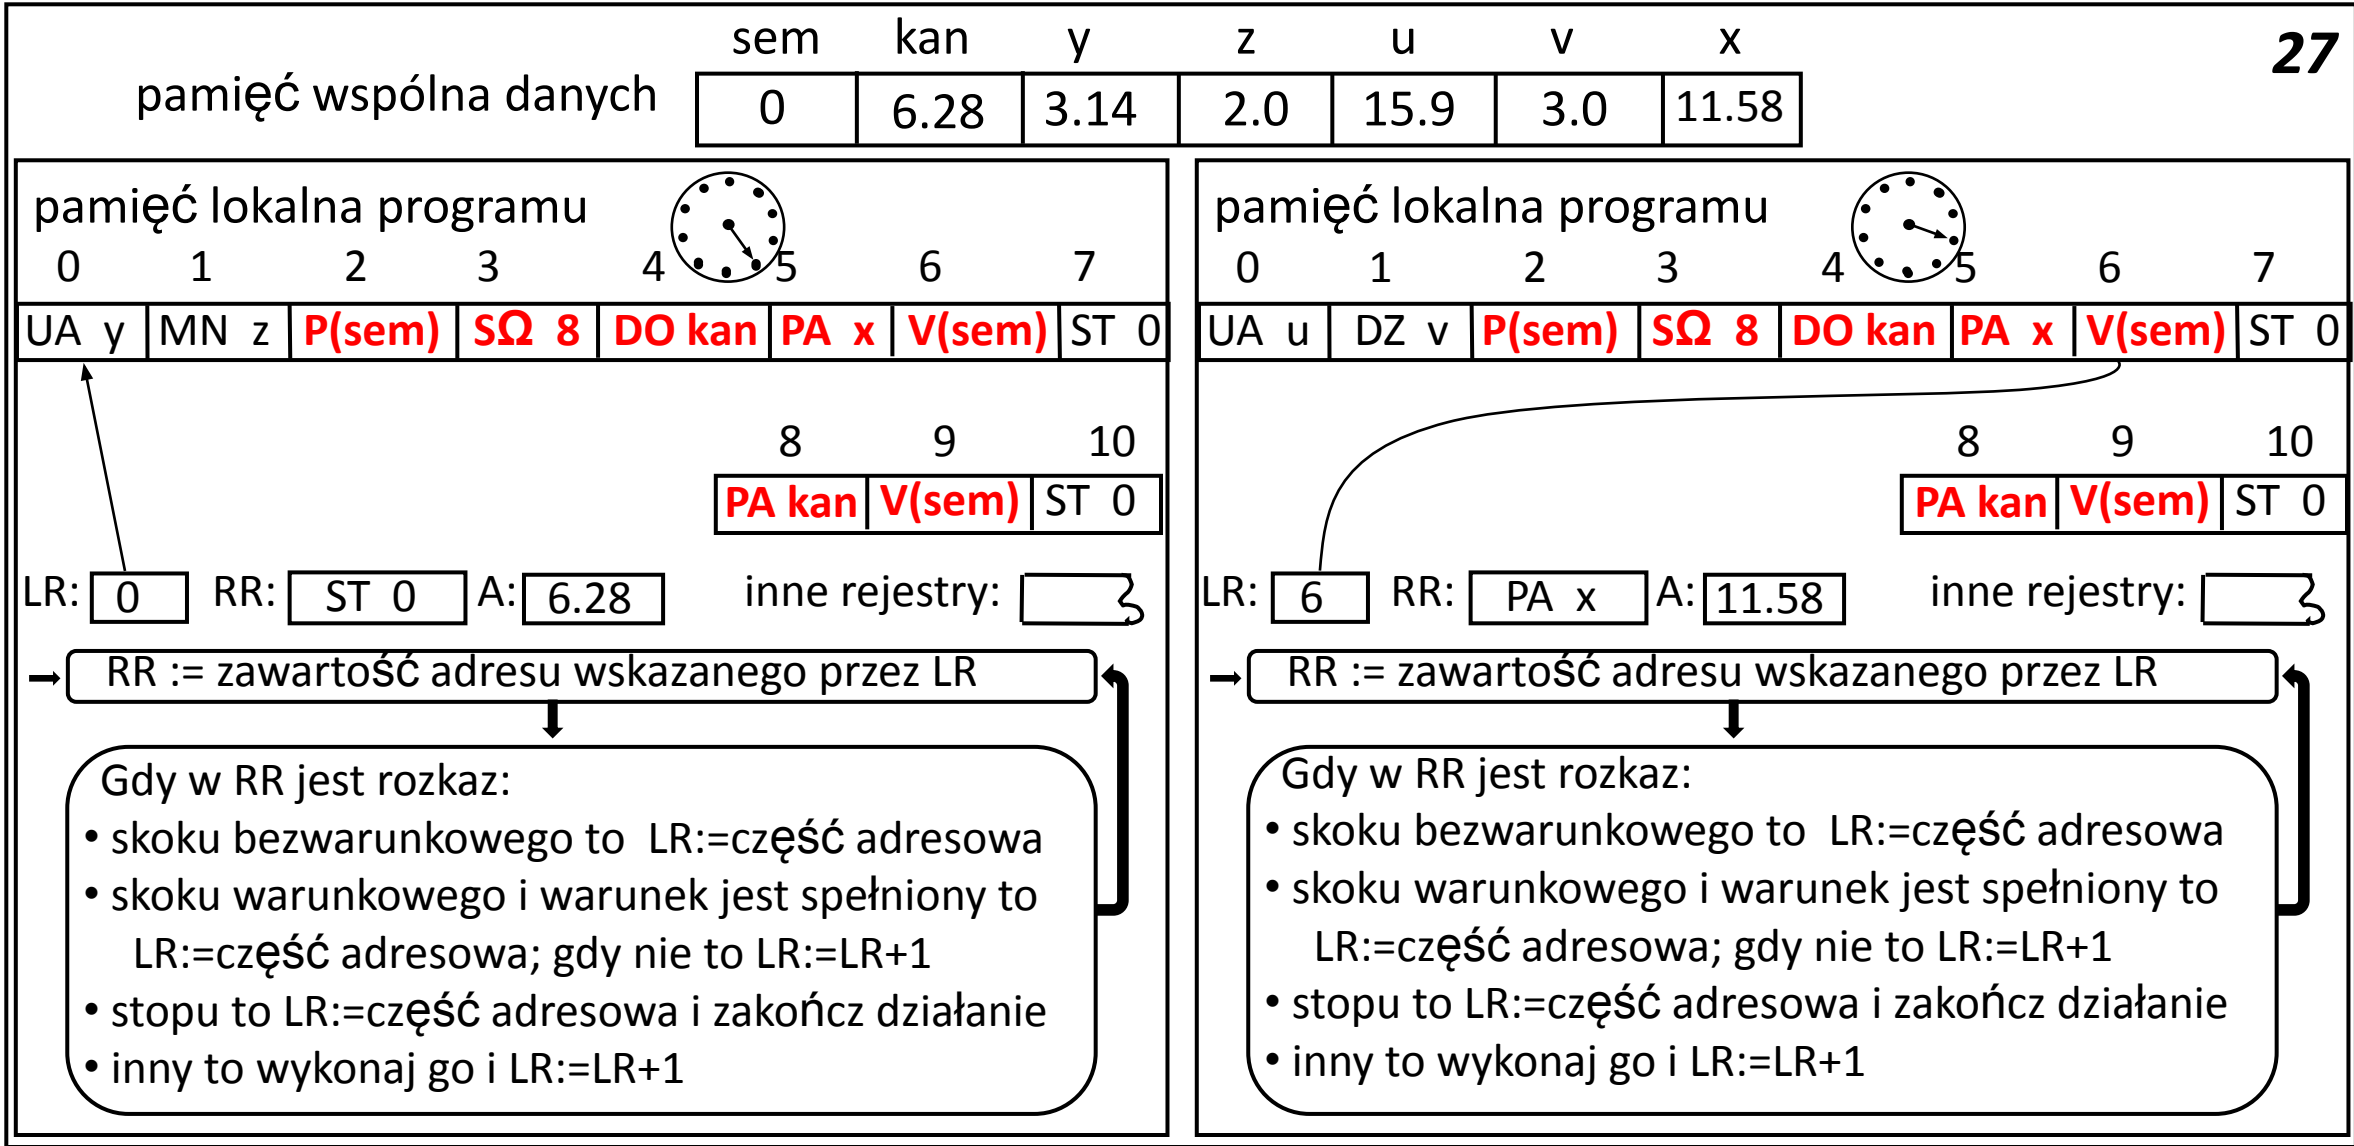 sem kan y z u v x
27
pamięć wspólna danych 0 6.28 3.14 2.0 15.9 3.0 11.58
pamięć lokalna programu
0 1 2 3 4 5 6 7
UA y MN z P(sem) SΩ 8 DO kan PA x V(sem) ST 0
8 9 10
PA kan V(sem) ST 0
LR: 0 RR: ST 0 A: 6.28 inne rejestry:
RR := zawartość adresu wskazanego przez LR
Gdy w RR jest rozkaz:
• skoku bezwarunkowego to LR:=część adresowa
• skoku warunkowego i warunek jest spełniony to
LR:=część adresowa; gdy nie to LR:=LR+1
• stopu to LR:=część adresowa i zakończ działanie
• inny to wykonaj go i LR:=LR+1
pamięć lokalna programu
0 1 2 3 4 5 6 7
UA u DZ v P(sem) SΩ 8 DO kan PA x V(sem) ST 0
8 9 10
PA kan V(sem) ST 0
LR: 6 RR: PA x A: 11.58 inne rejestry:
RR := zawartość adresu wskazanego przez LR
Gdy w RR jest rozkaz:
• skoku bezwarunkowego to LR:=część adresowa
• skoku warunkowego i warunek jest spełniony to
LR:=część adresowa; gdy nie to LR:=LR+1
• stopu to LR:=część adresowa i zakończ działanie
• inny to wykonaj go i LR:=LR+1